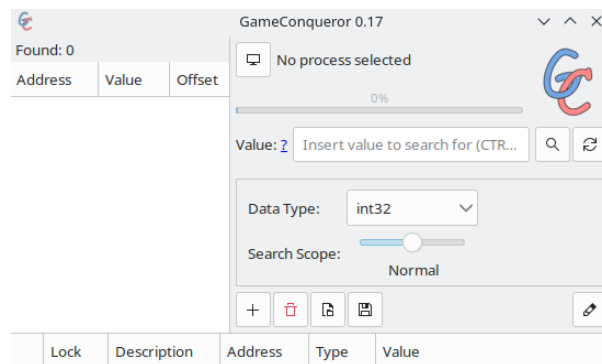 GameConqueror 0.17
Found: 0
Address Value Offset
No process selected
0%
Value: ? Insert value to search for (CTR...
Data Type: int32
Search Scope:
Normal
Lock Description Address Type Value